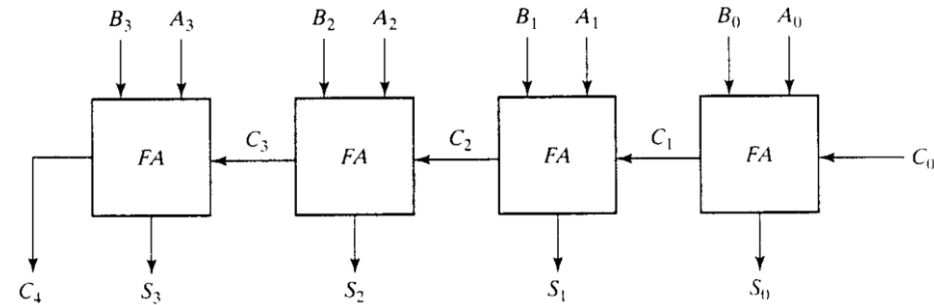 B₃ A₃ B₂ A₂ B₁ A₁ B₀ A₀
C₃ C₂ C₁
FA FA FA FA C₀
C₄ S₃ S₂ S₁ S₀